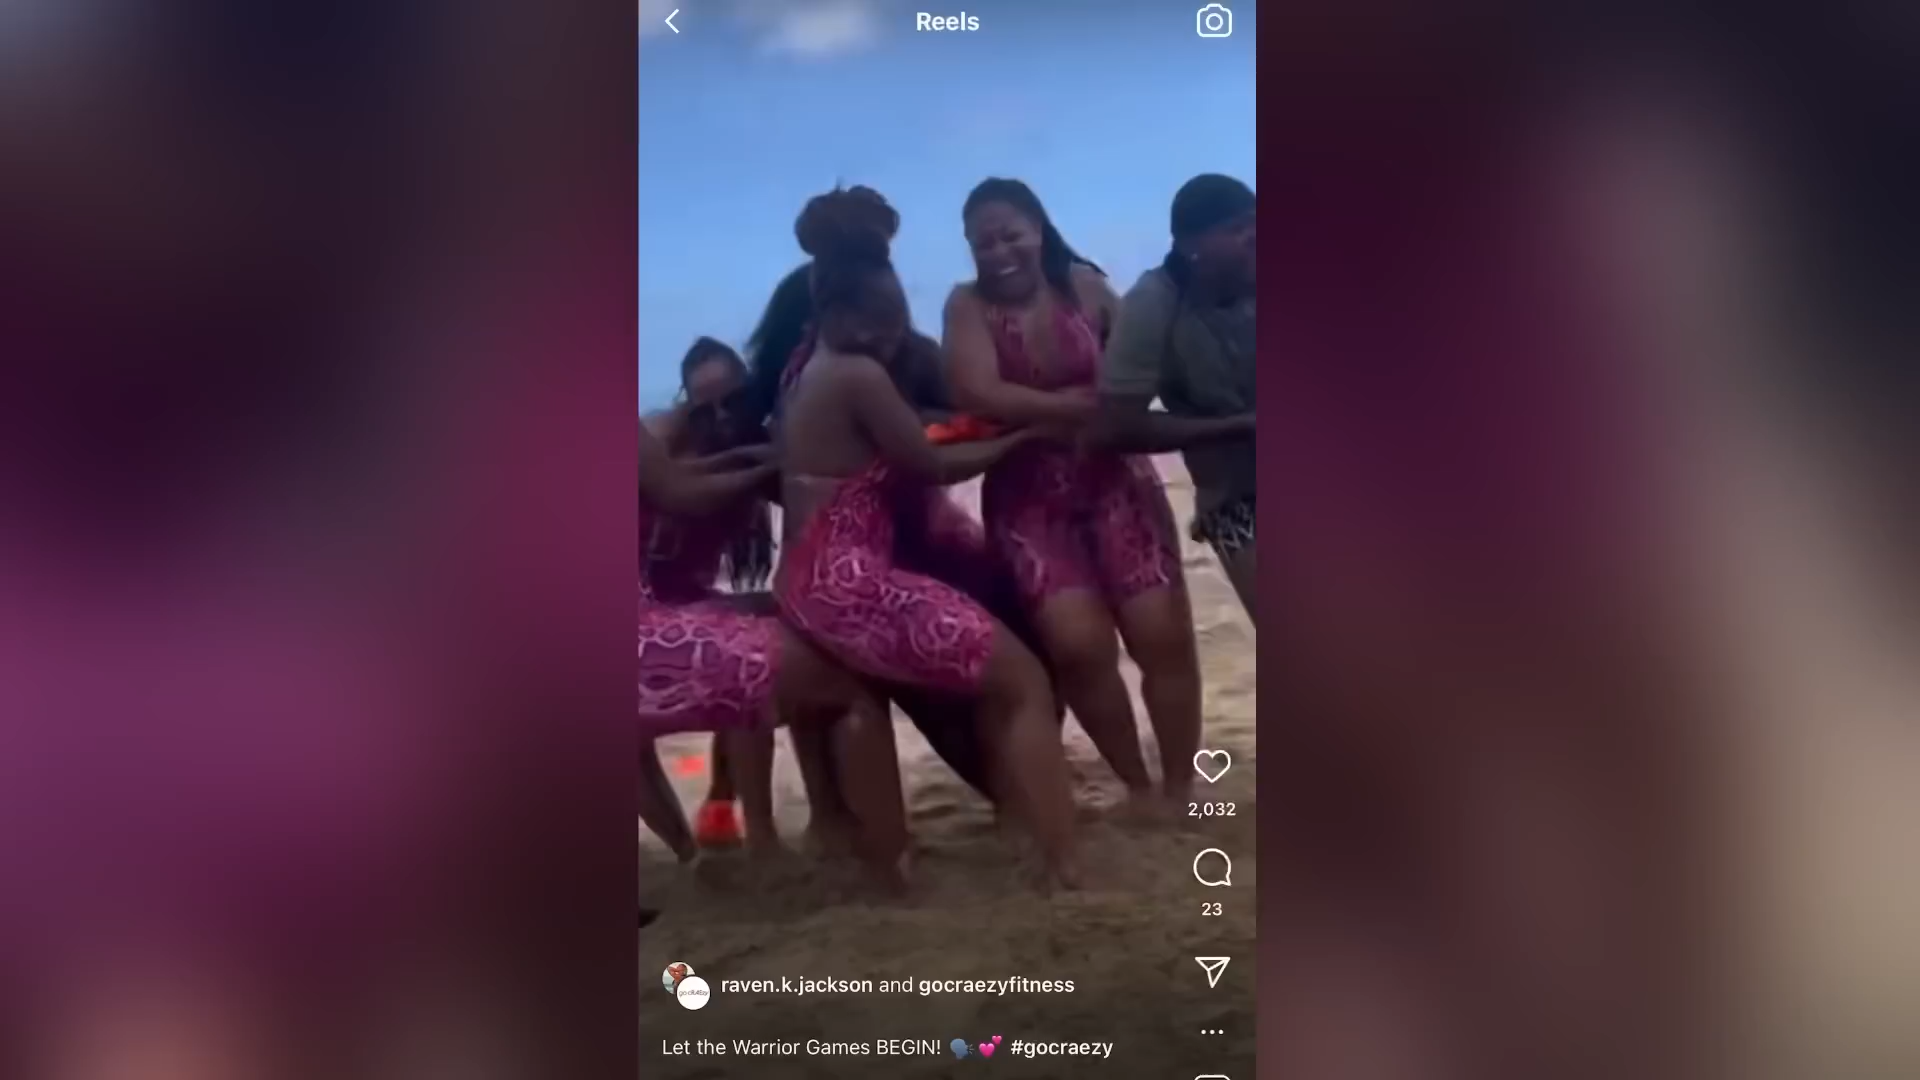 Reels
2,032
23
raven.k.jackson and gocraezyfitness
Let the Warrior Games BEGIN! 🗣️💕 #gocraezy